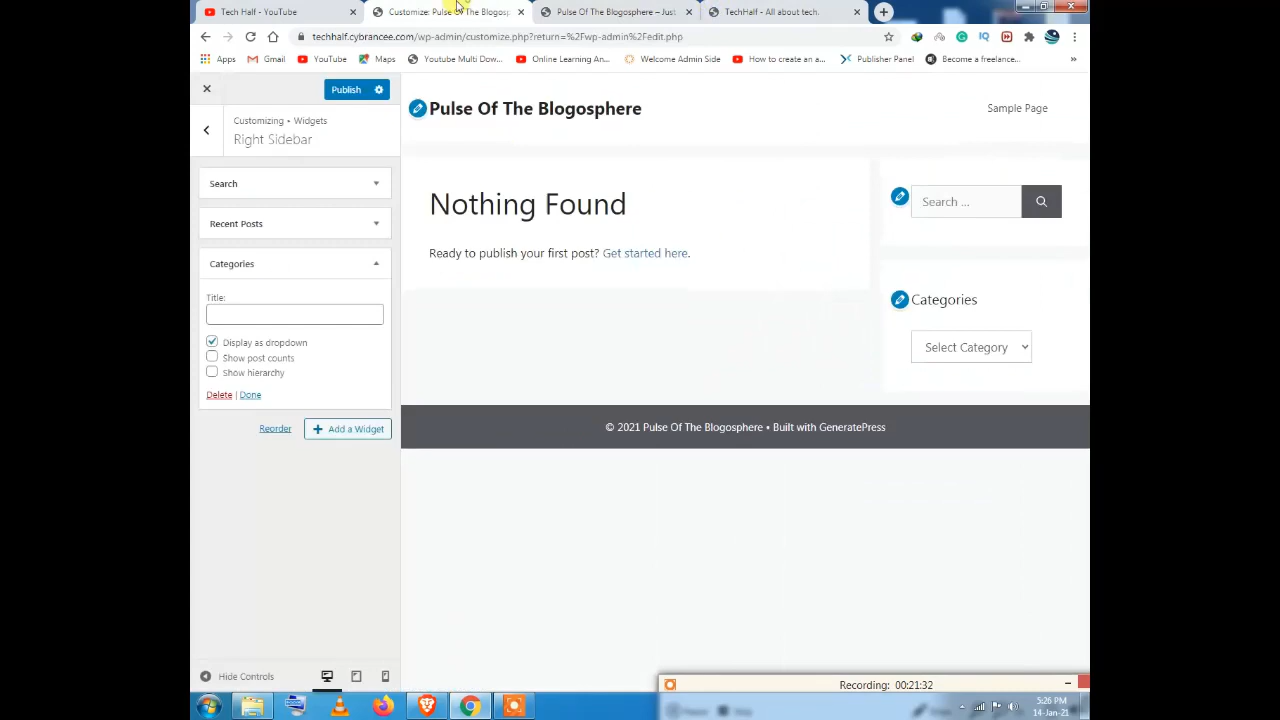 Tech Half - YouTube
Customize: Pulse Of The Blogosp
Pulse Of The Blogosphere – Just
TechHalf - All about tech.
techhalf.cybrancee.com/wp-admin/customize.php?return=%2Fwp-admin%2Fedit.php
Apps
Gmail
YouTube
Maps
Youtube Multi Dow...
Online Learning An...
Welcome Admin Side
How to create an a...
Publisher Panel
Become a freelance...
»
Publish
Customizing • Widgets
Right Sidebar
Search
Recent Posts
Categories
Title:
Display as dropdown
Show post counts
Show hierarchy
Delete | Done
Reorder
Add a Widget
Hide Controls
Pulse Of The Blogosphere
Sample Page
Nothing Found
Ready to publish your first post? Get started here.
Search ...
Categories
Select Category
© 2021 Pulse Of The Blogosphere • Built with GeneratePress
Recording: 00:21:32
5:26 PM
14-Jan-21